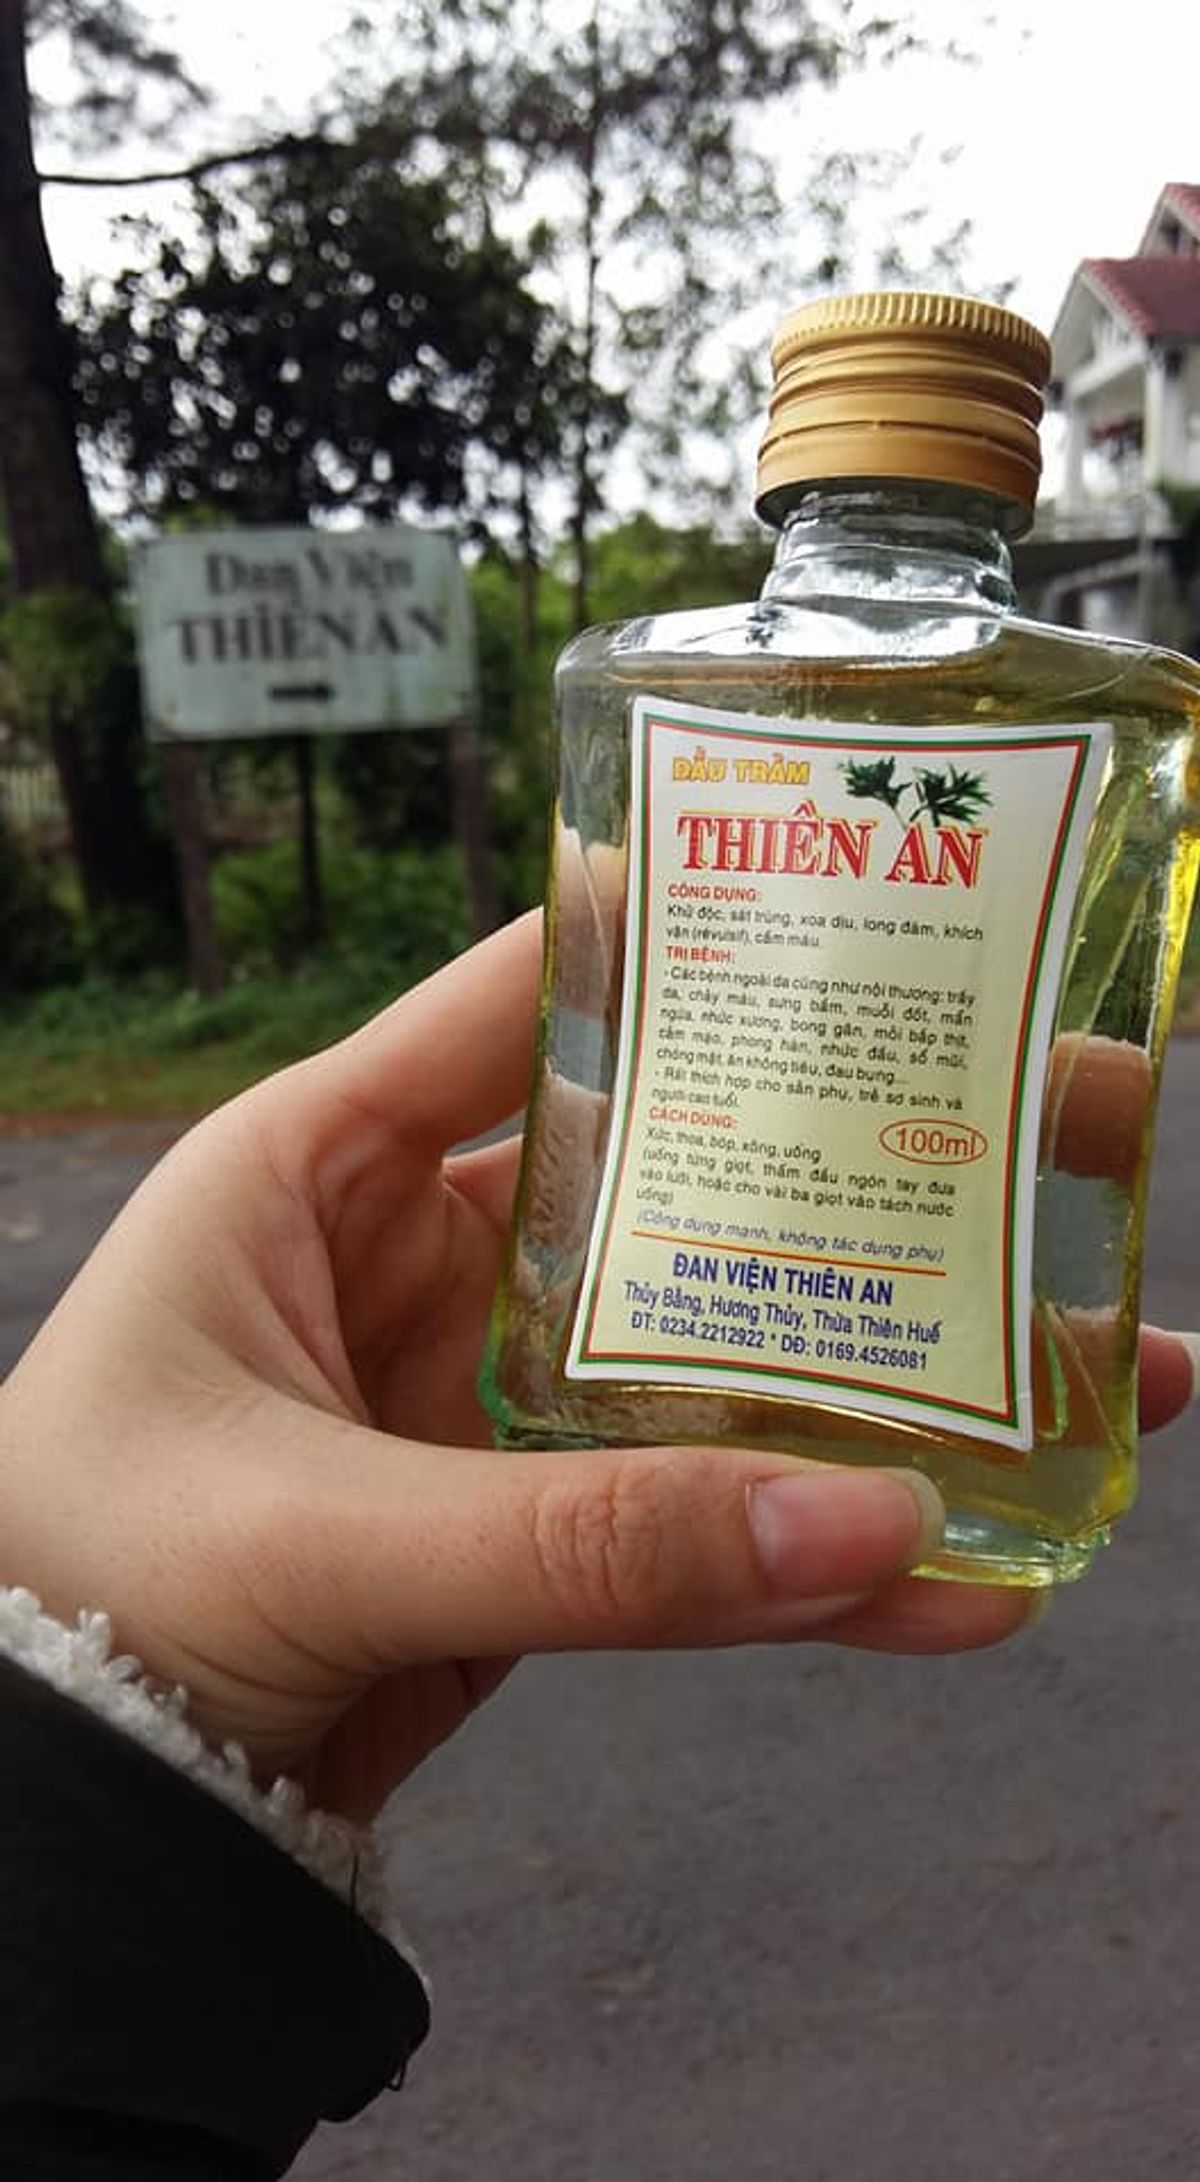 Đan Viện
THIÊN AN
DẦU TRÀM
THIÊN AN
CÔNG DỤNG:
Khử độc, sát trùng, xoa dịu, long đàm, khích
vận (révulsif), cầm máu.
TRỊ BỆNH:
- Các bệnh ngoài da cũng như nội thương: trầy
da, chảy máu, sưng bầm, muỗi đốt, mẩn
ngứa, nhức xương, bong gân, mỏi bắp thịt,
cảm mạo, phong hàn, nhức đầu, sổ mũi,
chóng mặt, ăn không tiêu, đau bụng...
- Rất thích hợp cho sản phụ, trẻ sơ sinh và
người cao tuổi.
CÁCH DÙNG:
Xức, thoa, bóp, xông, uống
100ml
(uống từng giọt, thấm đầu ngón tay đưa
vào lưỡi, hoặc cho vài ba giọt vào tách nước
uống)
(Công dụng mạnh, không tác dụng phụ)
ĐAN VIỆN THIÊN AN
Thủy Bằng, Hương Thủy, Thừa Thiên Huế
ĐT: 0234.2212922 * DĐ: 0169.4526081